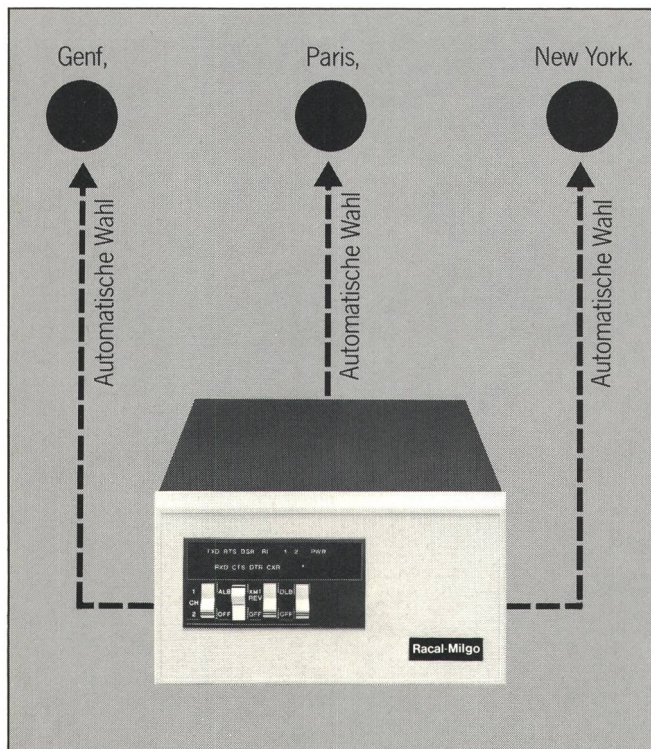 Genf,
Paris,
New York.
Automatische Wahl
Automatische Wahl
Automatische Wahl
TXD RTS DSR RI 1 2 PWR
RXD CTS DTR CXR
1 ALB XMT DLB
CH REV
2 OFF OFF OFF
Racal-Milgo